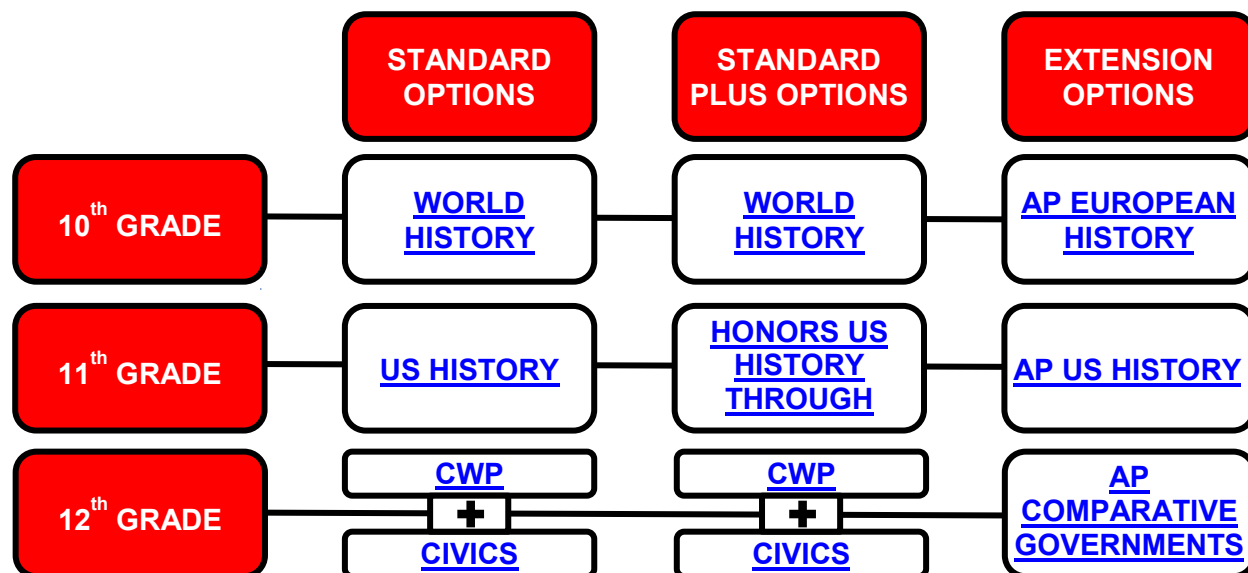 STANDARD
OPTIONS
STANDARD
PLUS OPTIONS
EXTENSION
OPTIONS
10th GRADE
WORLD
HISTORY
WORLD
HISTORY
AP EUROPEAN
HISTORY
11th GRADE
US HISTORY
HONORS US
HISTORY
THROUGH
AP US HISTORY
12th GRADE
CWP
+
CIVICS
CWP
+
CIVICS
AP
COMPARATIVE
GOVERNMENTS